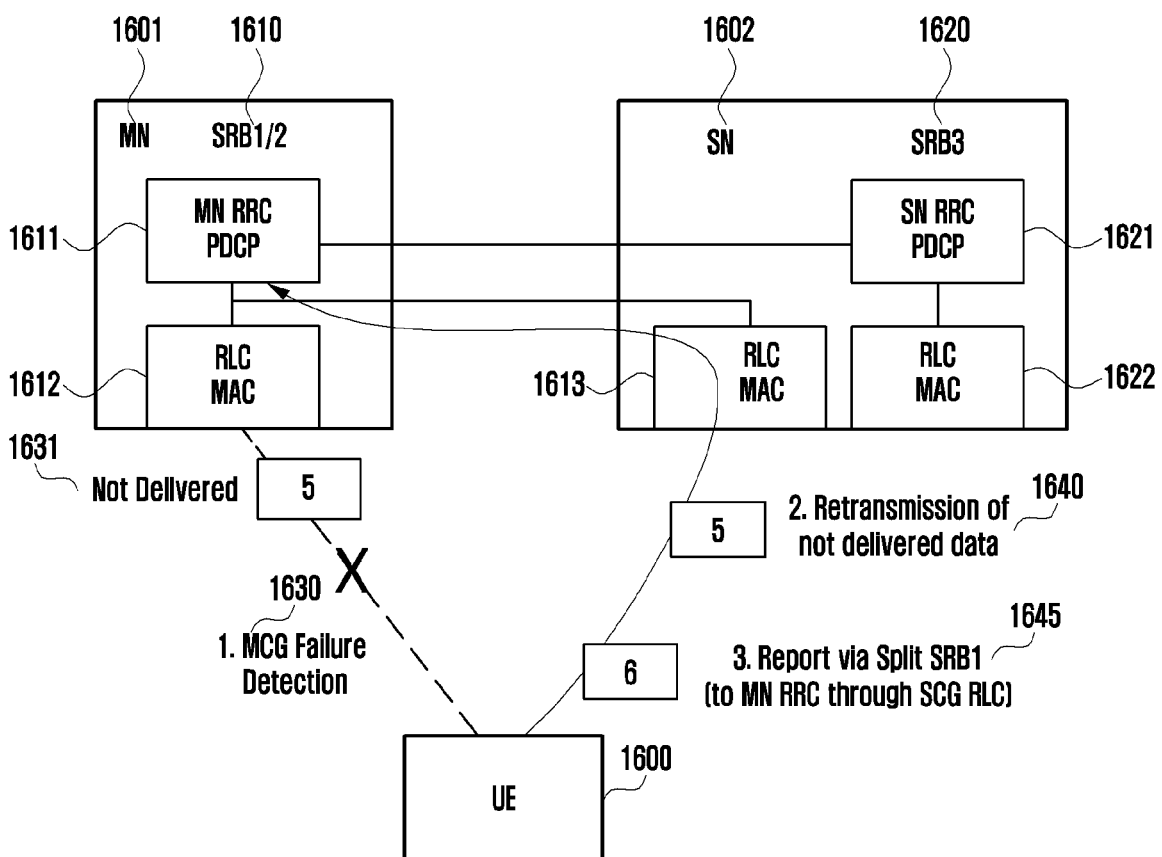 1601
1610
1602
1620
MN
SRB1/2
SN
SRB3
MN RRC
PDCP
SN RRC
PDCP
1611
1621
RLC
MAC
RLC
MAC
RLC
MAC
1612
1613
1622
1631
Not Delivered
5
5
2. Retransmission of
not delivered data
1640
1630
1. MCG Failure
Detection
6
3. Report via Split SRB1
(to MN RRC through SCG RLC)
1645
UE
1600